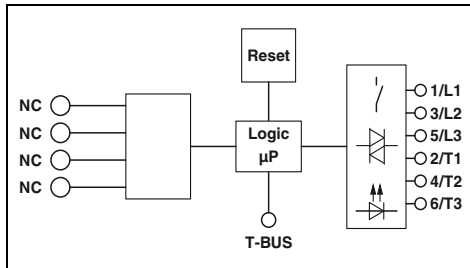 Reset
NC
NC
NC
NC
Logic
µP
T-BUS
1/L1
3/L2
5/L3
2/T1
4/T2
6/T3